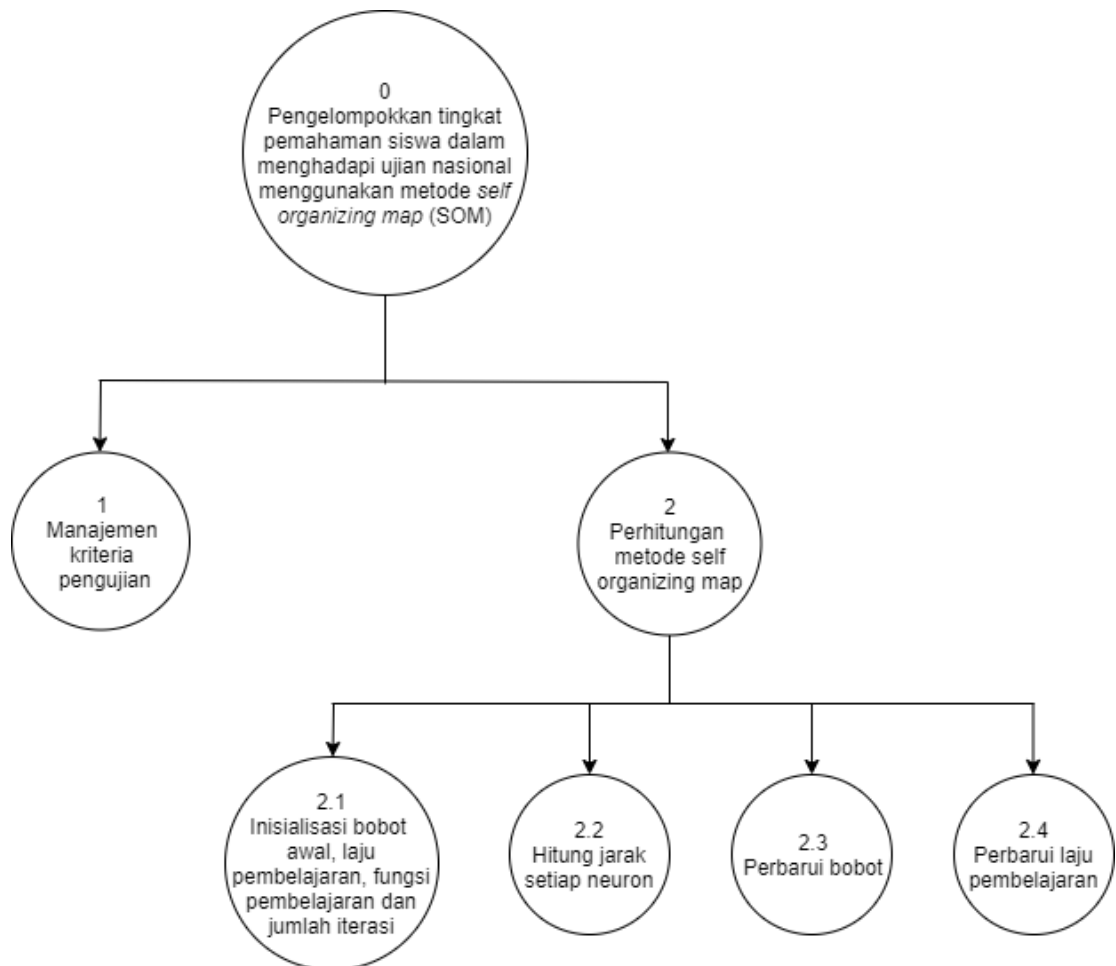 0
Pengelompokkan tingkat
pemahaman siswa dalam
menghadapi ujian nasional
menggunakan metode self
organizing map (SOM)
1
Manajemen
kriteria
pengujian
2
Perhitungan
metode self
organizing map
2.1
Inisialisasi bobot
awal, laju
pembelajaran, fungsi
pembelajaran dan
jumlah iterasi
2.2
Hitung jarak
setiap neuron
2.3
Perbarui bobot
2.4
Perbarui laju
pembelajaran